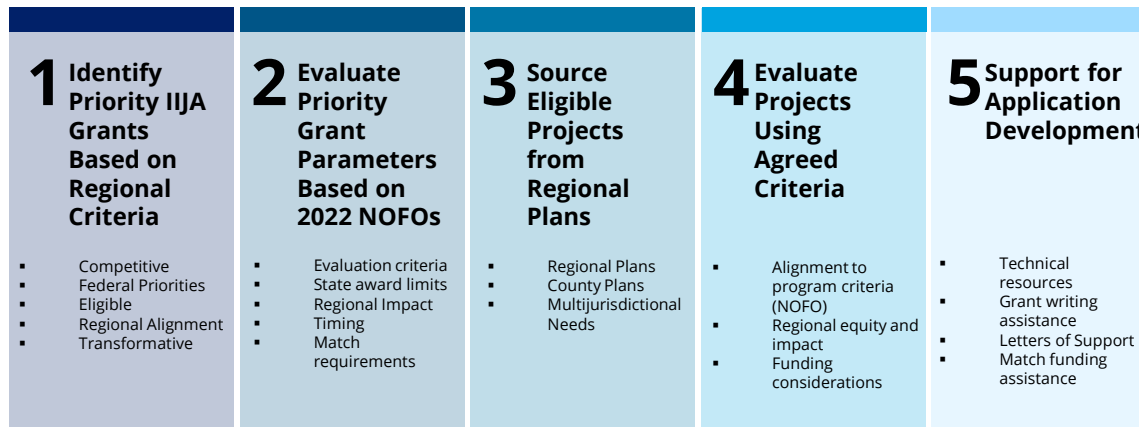 1 Identify
Priority IIJA
Grants
Based on
Regional
Criteria
▪ Competitive
▪ Federal Priorities
▪ Eligible
▪ Regional Alignment
▪ Transformative
2 Evaluate
Priority
Grant
Parameters
Based on
2022 NOFOs
▪ Evaluation criteria
▪ State award limits
▪ Regional Impact
▪ Timing
▪ Match
requirements
3 Source
Eligible
Projects
from
Regional
Plans
▪ Regional Plans
▪ County Plans
▪ Multijurisdictional
Needs
4 Evaluate
Projects
Using
Agreed
Criteria
▪ Alignment to
program criteria
(NOFO)
▪ Regional equity and
impact
▪ Funding
considerations
5 Support for
Application
Development
▪ Technical
resources
▪ Grant writing
assistance
▪ Letters of Support
▪ Match funding
assistance